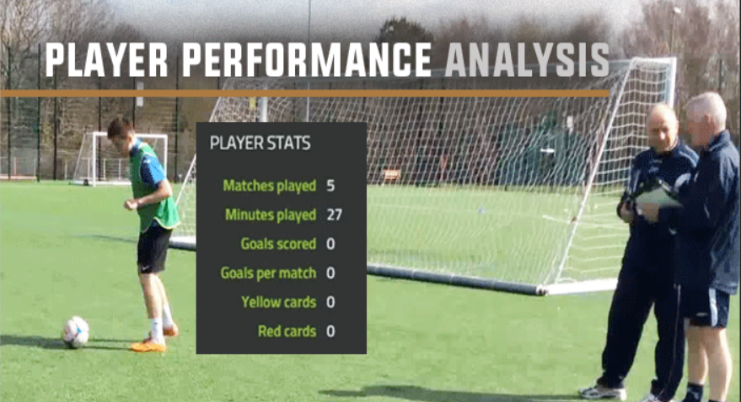 PLAYER PERFORMANCE ANALYSIS
PLAYER STATS
Matches played 5
Minutes played 27
Goals scored 0
Goals per match 0
Yellow cards 0
Red cards 0